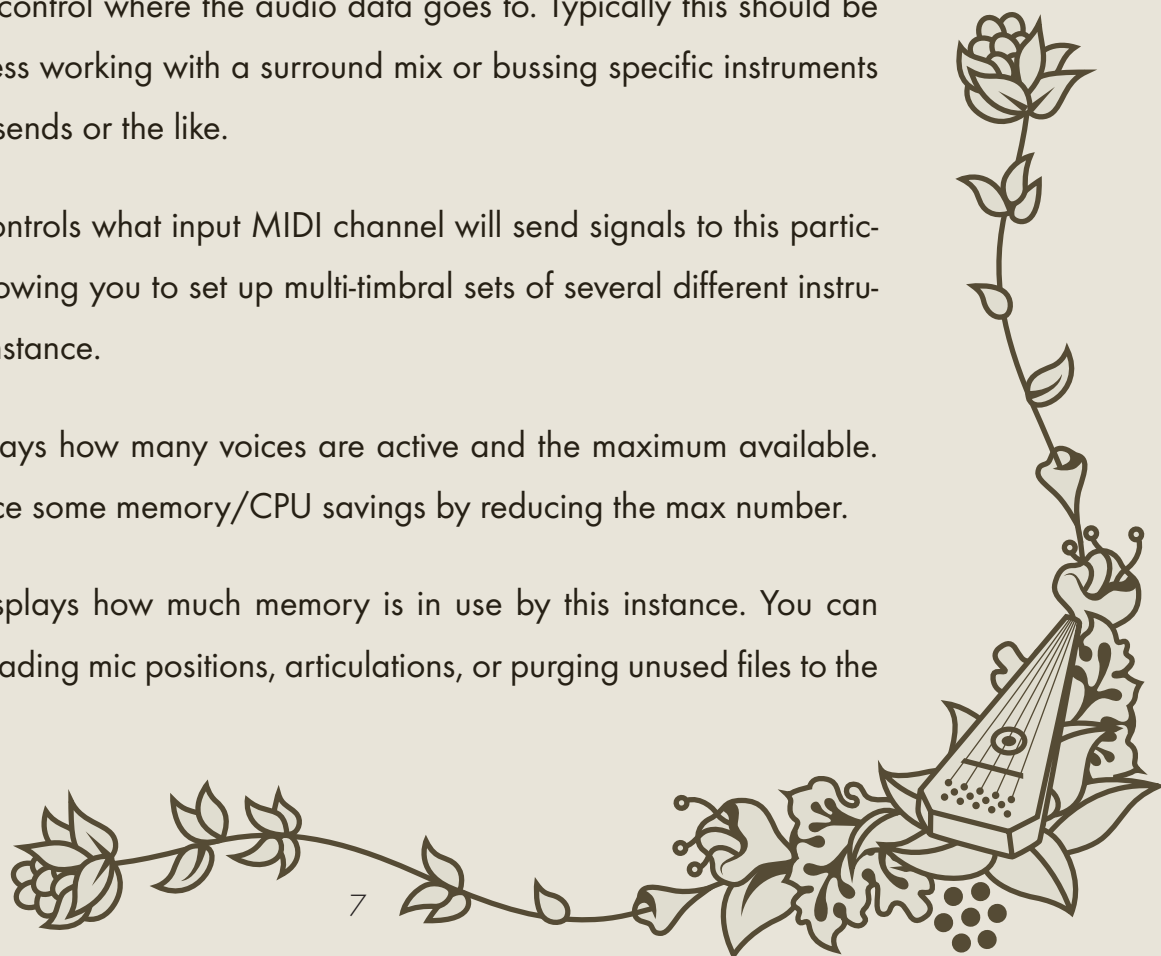 control where the audio data goes to. Typically this should be
ess working with a surround mix or bussing specific instruments
sends or the like.
ontrols what input MIDI channel will send signals to this partic-
owing you to set up multi-timbral sets of several different instru-
nstance.
ays how many voices are active and the maximum available.
ce some memory/CPU savings by reducing the max number.
splays how much memory is in use by this instance. You can
ading mic positions, articulations, or purging unused files to the
7